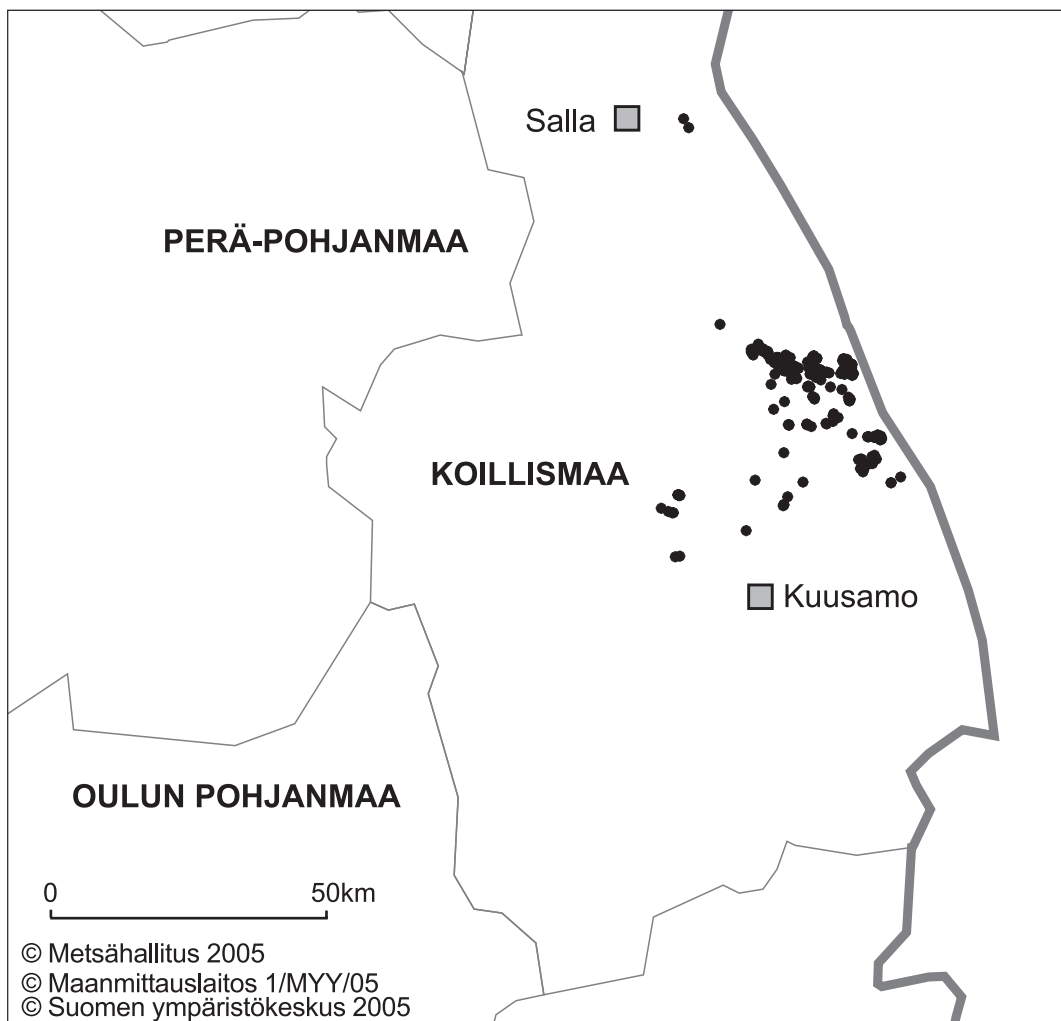 Salla
PERÄ-POHJANMAA
KOILLISMAA
Kuusamo
OULUN POHJANMAA
0 50km
© Metsähallitus 2005
© Maanmittauslaitos 1/MYY/05
© Suomen ympäristökeskus 2005